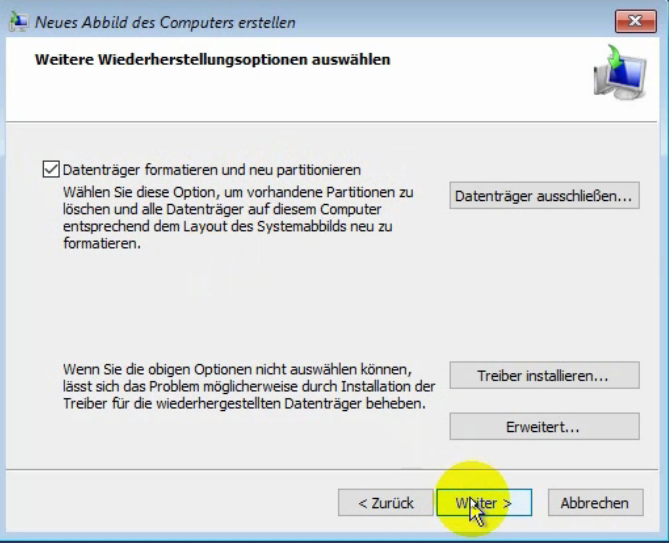 Neues Abbild des Computers erstellen
Weitere Wiederherstellungsoptionen auswählen
Datenträger formatieren und neu partitionieren
Wählen Sie diese Option, um vorhandene Partitionen zu
löschen und alle Datenträger auf diesem Computer
entsprechend dem Layout des Systemabbilds neu zu
formatieren.
Datenträger ausschließen...
Wenn Sie die obigen Optionen nicht auswählen können,
lässt sich das Problem möglicherweise durch Installation der
Treiber für die wiederhergestellten Datenträger beheben.
Treiber installieren...
Erweitert...
< Zurück
Weiter >
Abbrechen